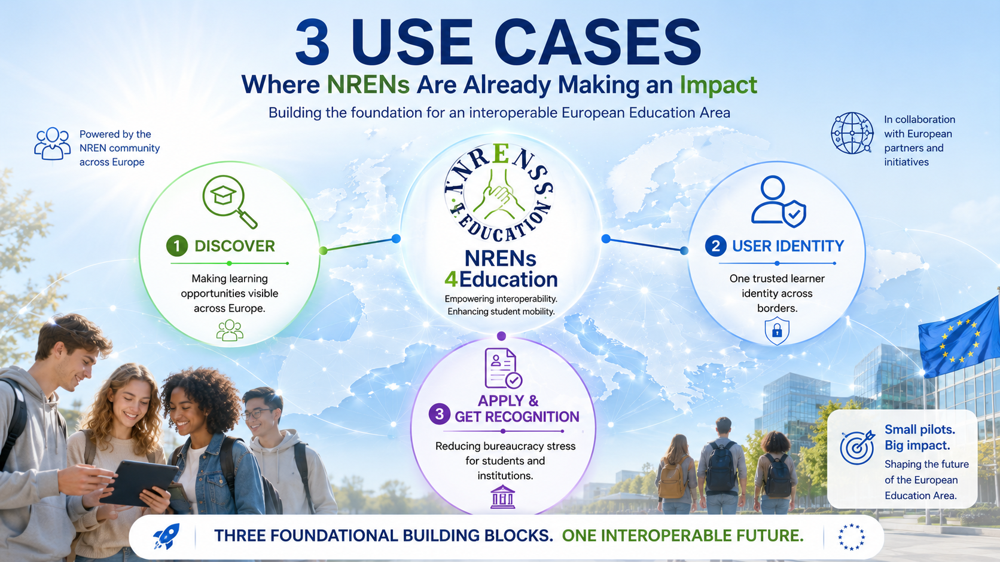 3 USE CASES
Where NRENs Are Already Making an Impact
Building the foundation for an interoperable European Education Area
Powered by the
NREN community
across Europe
In collaboration
with European
partners and
initiatives
1 DISCOVER
Making learning
opportunities visible
across Europe.
YNRENSS
4 EDUCATION
NRENs
4Education
Empowering interoperability.
Enhancing student mobility.
2 USER IDENTITY
One trusted learner
identity across
borders.
3 APPLY &
GET RECOGNITION
Reducing bureaucracy stress
for students and
institutions.
Small pilots.
Big impact.
Shaping the future
of the European
Education Area.
THREE FOUNDATIONAL BUILDING BLOCKS. ONE INTEROPERABLE FUTURE.